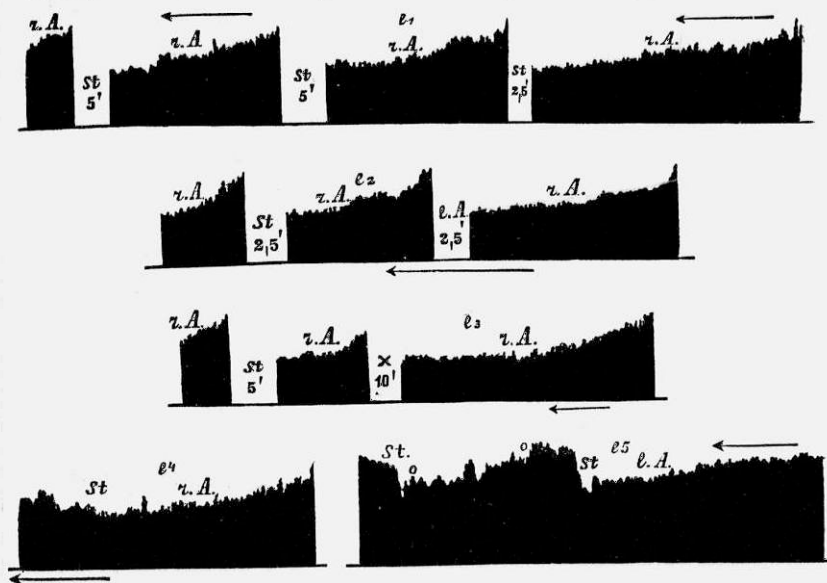 r.A. r.A e1 r.A. r.A.
St 5' St 5' St 2,5'
r.A r.A. e2 r.A.
St 2,5' l.A 2,5'
r.A. r.A. e3 r.A.
St 5' × 10'
St e4 r.A. St. o o St e5 l.A.